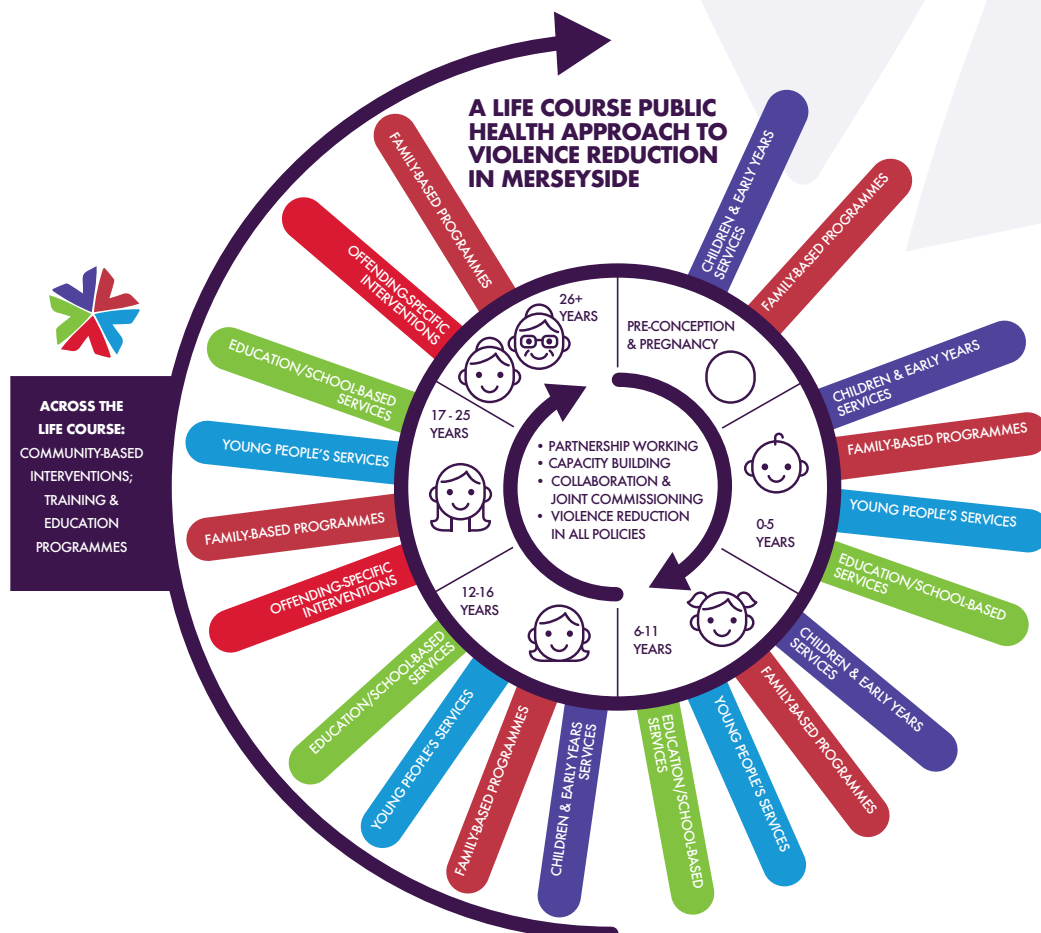 A LIFE COURSE PUBLIC
HEALTH APPROACH TO
VIOLENCE REDUCTION
IN MERSEYSIDE
CHILDREN & EARLY YEARS
SERVICES
FAMILY-BASED PROGRAMMES
CHILDREN & EARLY YEARS
SERVICES
FAMILY-BASED PROGRAMMES
YOUNG PEOPLE'S SERVICES
EDUCATION/SCHOOL-BASED
SERVICES
CHILDREN & EARLY YEARS
SERVICES
FAMILY-BASED PROGRAMMES
YOUNG PEOPLE'S SERVICES
EDUCATION/SCHOOL-BASED
SERVICES
CHILDREN & EARLY YEARS
SERVICES
FAMILY-BASED PROGRAMMES
YOUNG PEOPLE'S SERVICES
EDUCATION/SCHOOL-BASED
SERVICES
OFFENDING-SPECIFIC
INTERVENTIONS
FAMILY-BASED PROGRAMMES
YOUNG PEOPLE'S SERVICES
EDUCATION/SCHOOL-BASED
SERVICES
OFFENDING-SPECIFIC
INTERVENTIONS
FAMILY-BASED PROGRAMMES
PRE-CONCEPTION
& PREGNANCY
0-5
YEARS
6-11
YEARS
12-16
YEARS
17 - 25
YEARS
26+
YEARS
• PARTNERSHIP WORKING
• CAPACITY BUILDING
• COLLABORATION &
JOINT COMMISSIONING
• VIOLENCE REDUCTION
IN ALL POLICIES
ACROSS THE
LIFE COURSE:
COMMUNITY-BASED
INTERVENTIONS;
TRAINING &
EDUCATION
PROGRAMMES